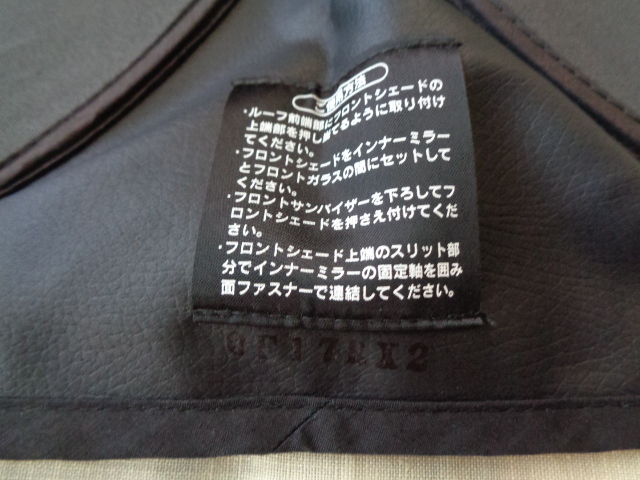 ご使用方法
・ルーフ前端部にフロントシェードの
上端部を押し当てるように取り付け
てください。
・フロントシェードをインナーミラー
とフロントガラスの間にセットして
ください。
・フロントサンバイザーを下ろしてフ
ロントシェードを押さえ付けてくだ
さい。
・フロントシェード上端のスリット部
分でインナーミラーの固定軸を囲み
面ファスナーで連結してください。